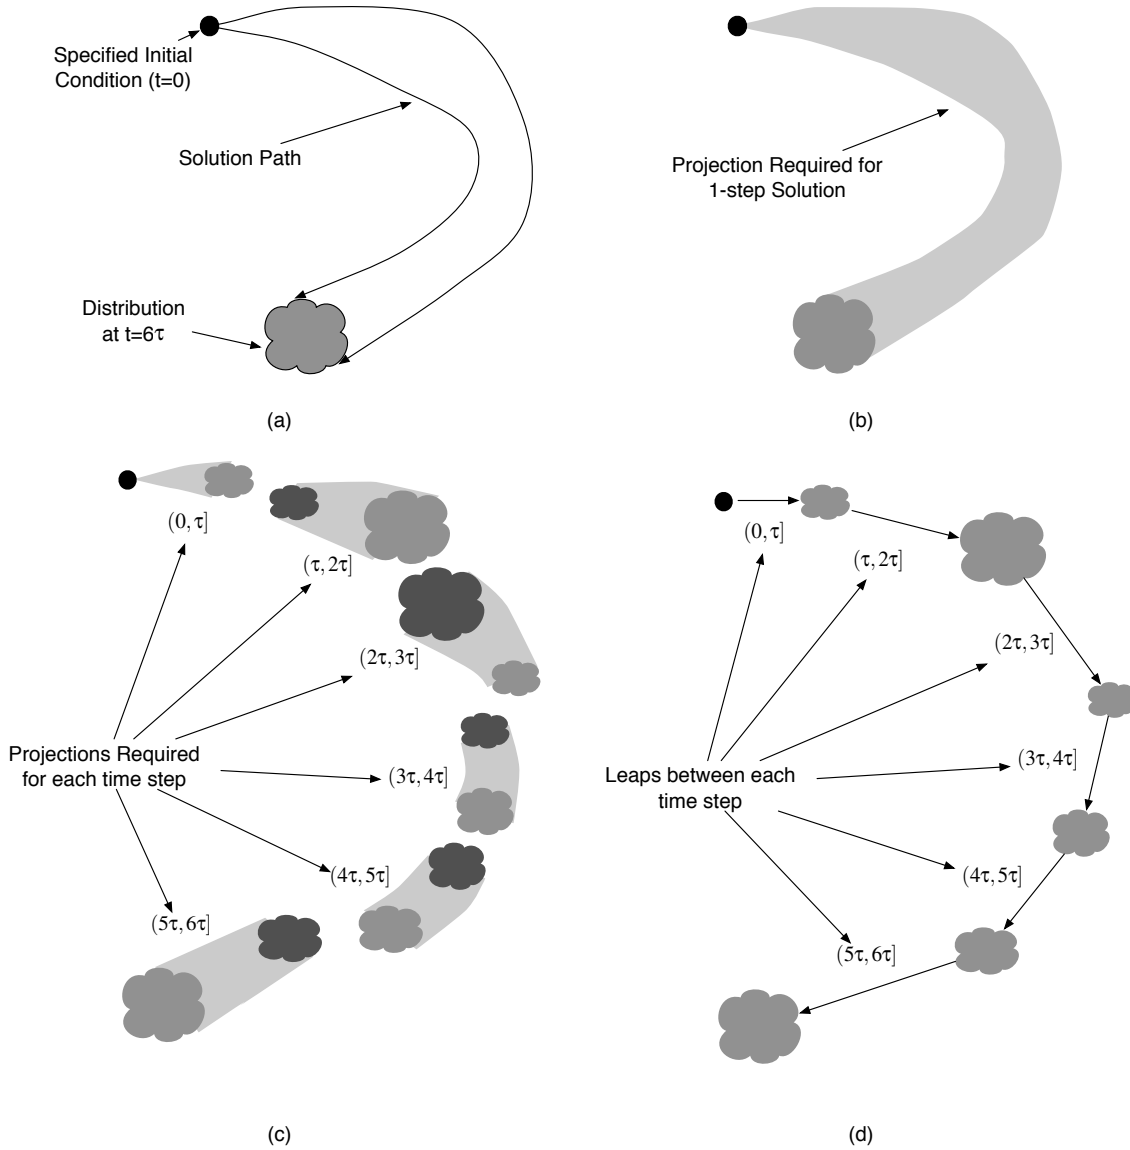 Specified Initial
Condition (t=0)
Solution Path
Distribution
at t=6τ
(a)
Projection Required for
1-step Solution
(b)
(0, τ]
(τ, 2τ]
(2τ, 3τ]
Projections Required
for each time step
(3τ, 4τ]
(4τ, 5τ]
(5τ, 6τ]
(c)
(0, τ]
(τ, 2τ]
(2τ, 3τ]
Leaps between each
time step
(3τ, 4τ]
(4τ, 5τ]
(5τ, 6τ]
(d)